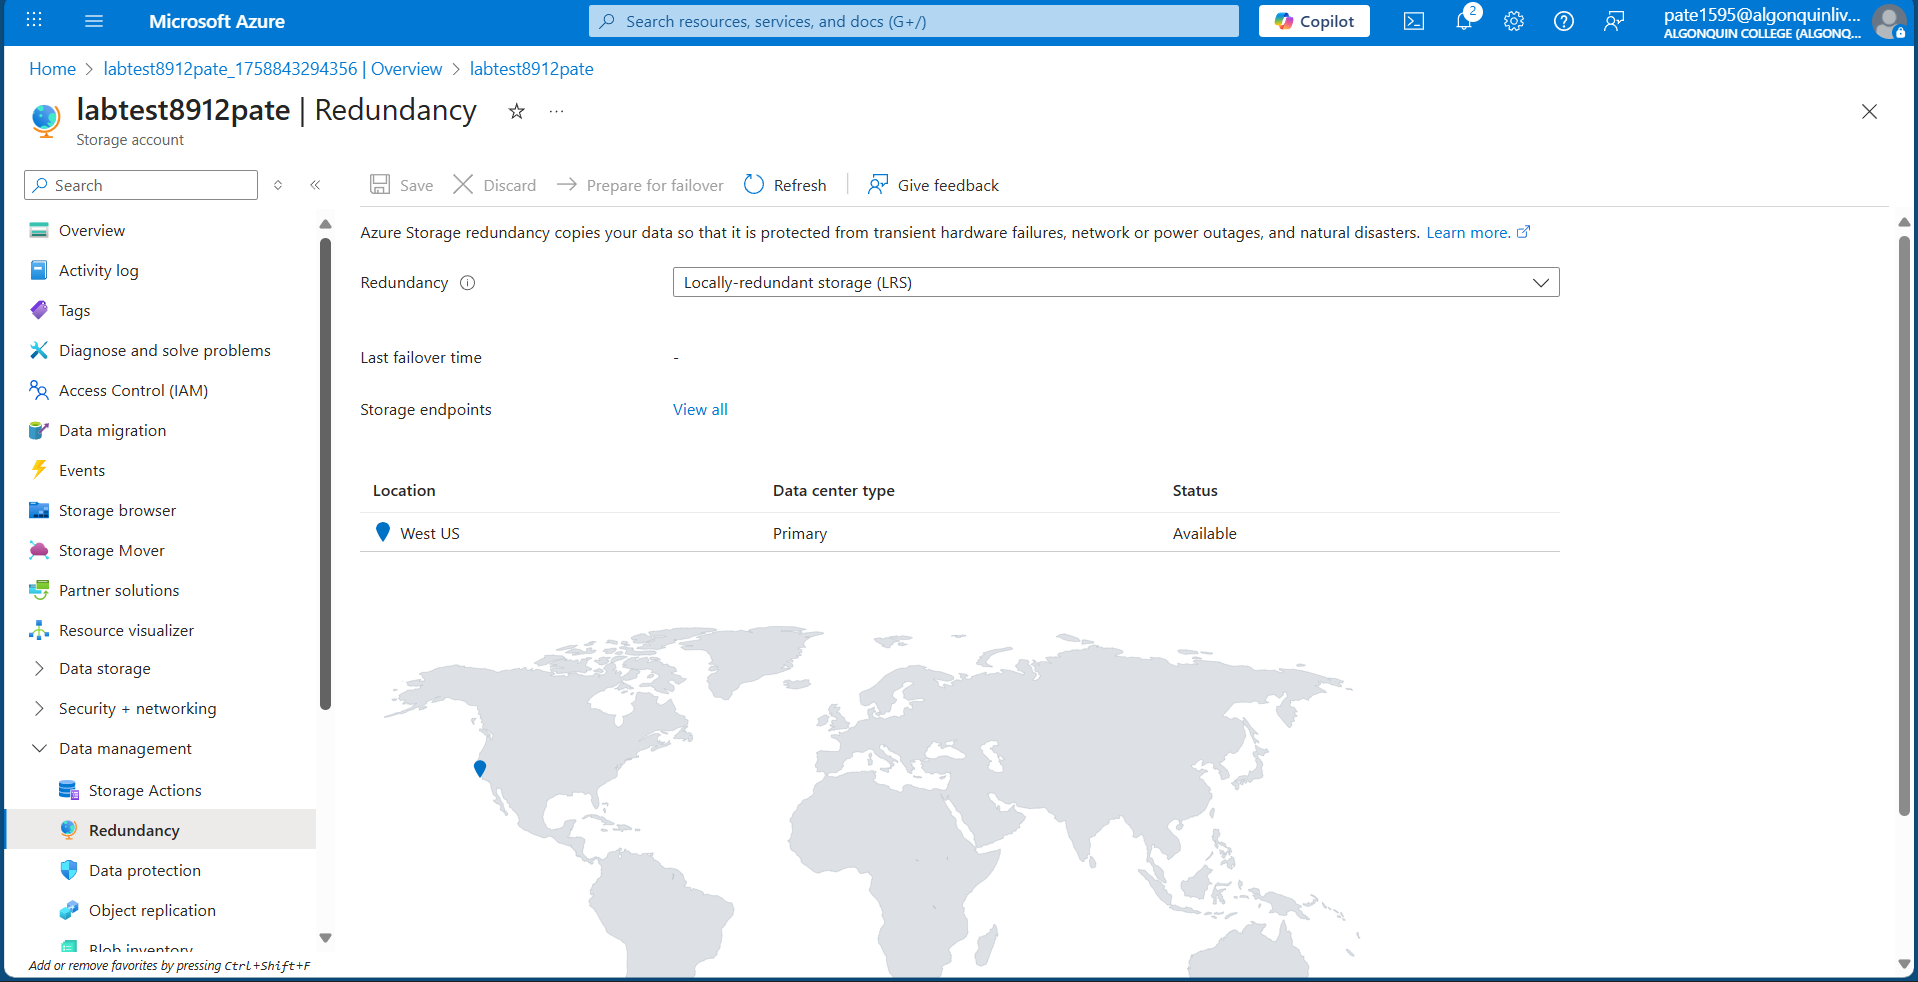 Microsoft Azure
Search resources, services, and docs (G+/)
Copilot
2
pate1595@algonquinliv...
ALGONQUIN COLLEGE (ALGONQ...
Home > labtest8912pate_1758843294356 | Overview > labtest8912pate
labtest8912pate | Redundancy
Storage account
Search
Save
Discard
Prepare for failover
Refresh
Give feedback
Overview
Activity log
Tags
Diagnose and solve problems
Access Control (IAM)
Data migration
Events
Storage browser
Storage Mover
Partner solutions
Resource visualizer
Data storage
Security + networking
Data management
Storage Actions
Redundancy
Data protection
Object replication
Blob inventory
Add or remove favorites by pressing Ctrl+Shift+F
Azure Storage redundancy copies your data so that it is protected from transient hardware failures, network or power outages, and natural disasters. Learn more.
Redundancy
Locally-redundant storage (LRS)
Last failover time
-
Storage endpoints
View all
Location Data center type Status
West US Primary Available